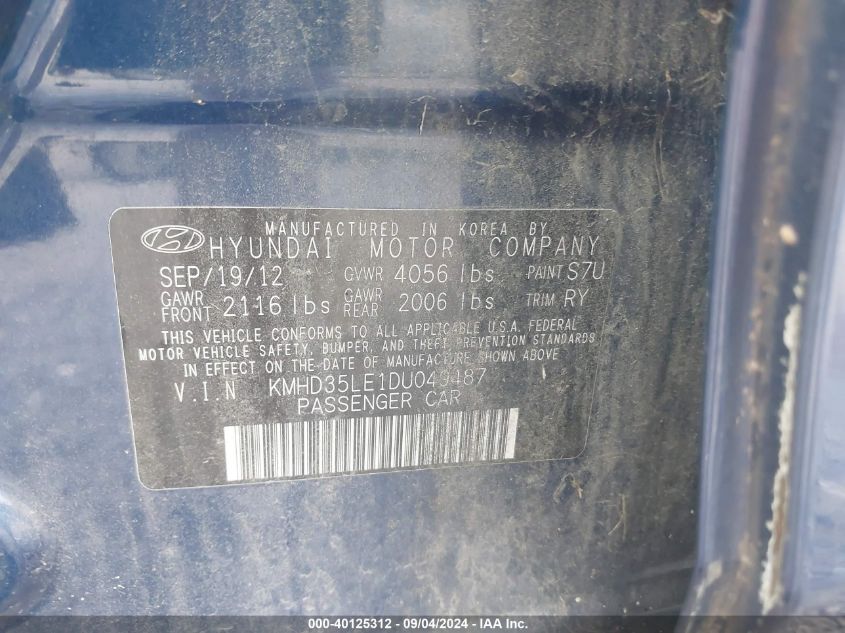 MANUFACTURED IN KOREA BY
HYUNDAI MOTOR COMPANY
SEP/19/12 GVWR 4056 lbs PAINT S7U
GAWR FRONT 2116 lbs GAWR REAR 2006 lbs TRIM RY
THIS VEHICLE CONFORMS TO ALL APPLICABLE U.S.A. FEDERAL
MOTOR VEHICLE SAFETY, BUMPER, AND THEFT PREVENTION STANDARDS
IN EFFECT ON THE DATE OF MANUFACTURE SHOWN ABOVE
V.I.N KMHD35LE1DU049487
PASSENGER CAR
000-40125312 - 09/04/2024 - IAA Inc.